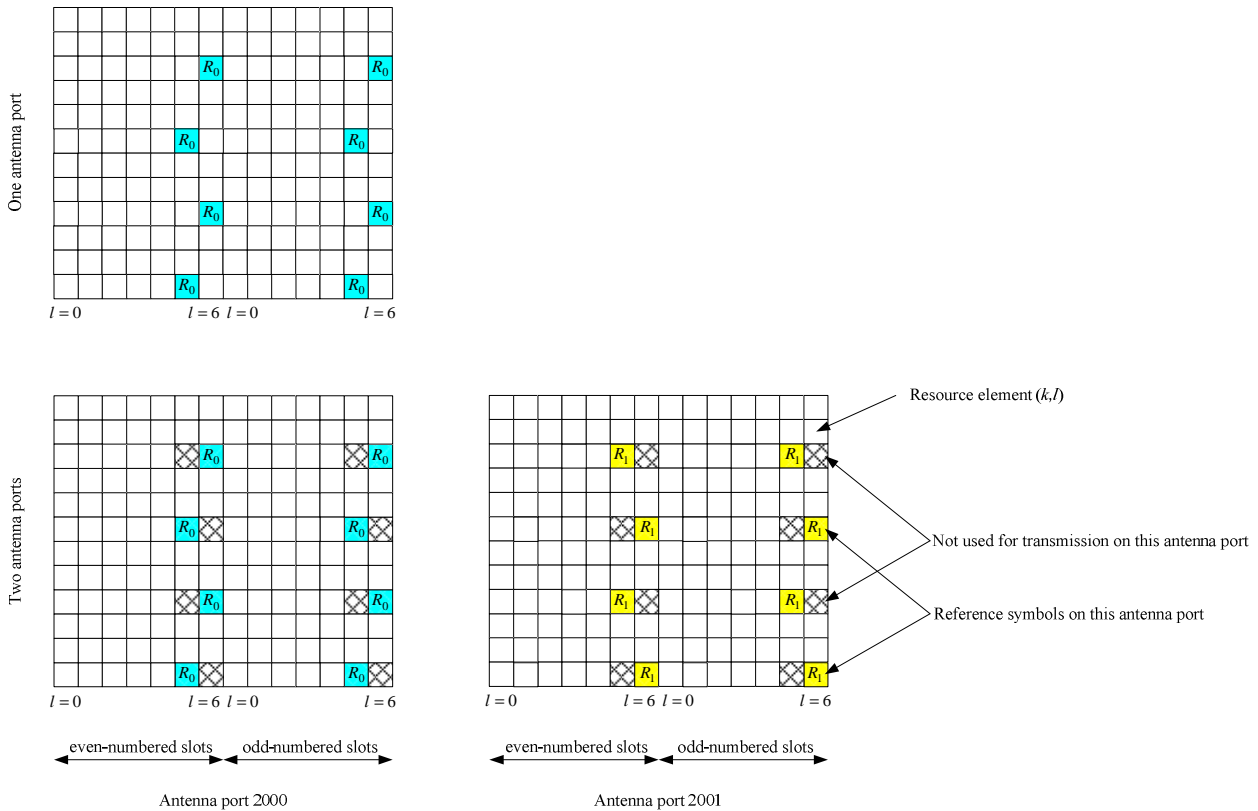 One antenna port
R0 R0
R0 R0
R0 R0
R0 R0
l = 0 l = 6 l = 0 l = 6
Two antenna ports
Resource element (k,l)
R0 R0 R1 R1
R0 R0 R1 R1
Not used for transmission on this antenna port
R0 R0 R1 R1
Reference symbols on this antenna port
R0 R0 R1 R1
l = 0 l = 6 l = 0 l = 6 l = 0 l = 6 l = 0 l = 6
even-numbered slots odd-numbered slots even-numbered slots odd-numbered slots
Antenna port 2000 Antenna port 2001